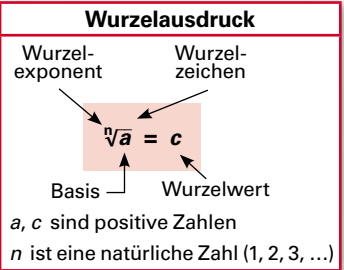 Wurzelausdruck
Wurzel-
exponent
Wurzel-
zeichen
ⁿ√a = c
Basis
Wurzelwert
a, c sind positive Zahlen
n ist eine natürliche Zahl (1, 2, 3, …)